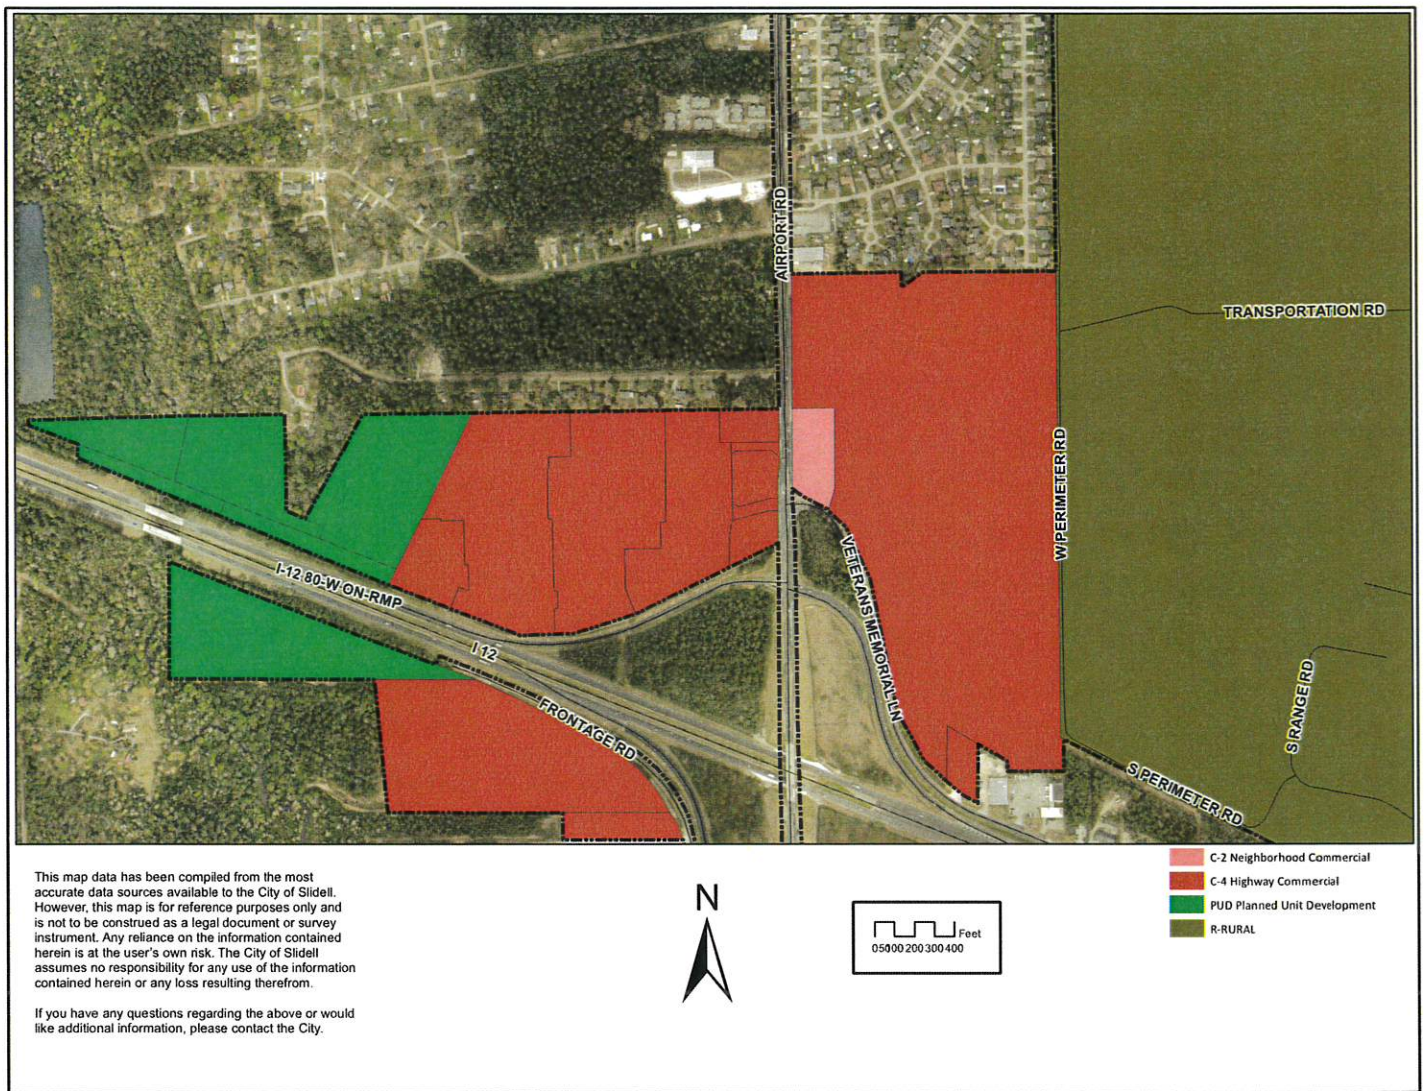 AIRPORT RD
TRANSPORTATION RD
W PERIMETER RD
I-12 80-W ON-RMP
I 12
FRONTAGE RD
VETERANS MEMORIAL LN
S RANGE RD
S PERIMETER RD
C-2 Neighborhood Commercial
C-4 Highway Commercial
PUD Planned Unit Development
R-RURAL
This map data has been compiled from the most
accurate data sources available to the City of Slidell.
However, this map is for reference purposes only and
is not to be construed as a legal document or survey
instrument. Any reliance on the information contained
herein is at the user's own risk. The City of Slidell
assumes no responsibility for any use of the information
contained herein or any loss resulting therefrom.
If you have any questions regarding the above or would
like additional information, please contact the City.
N
Feet
050100 200 300 400